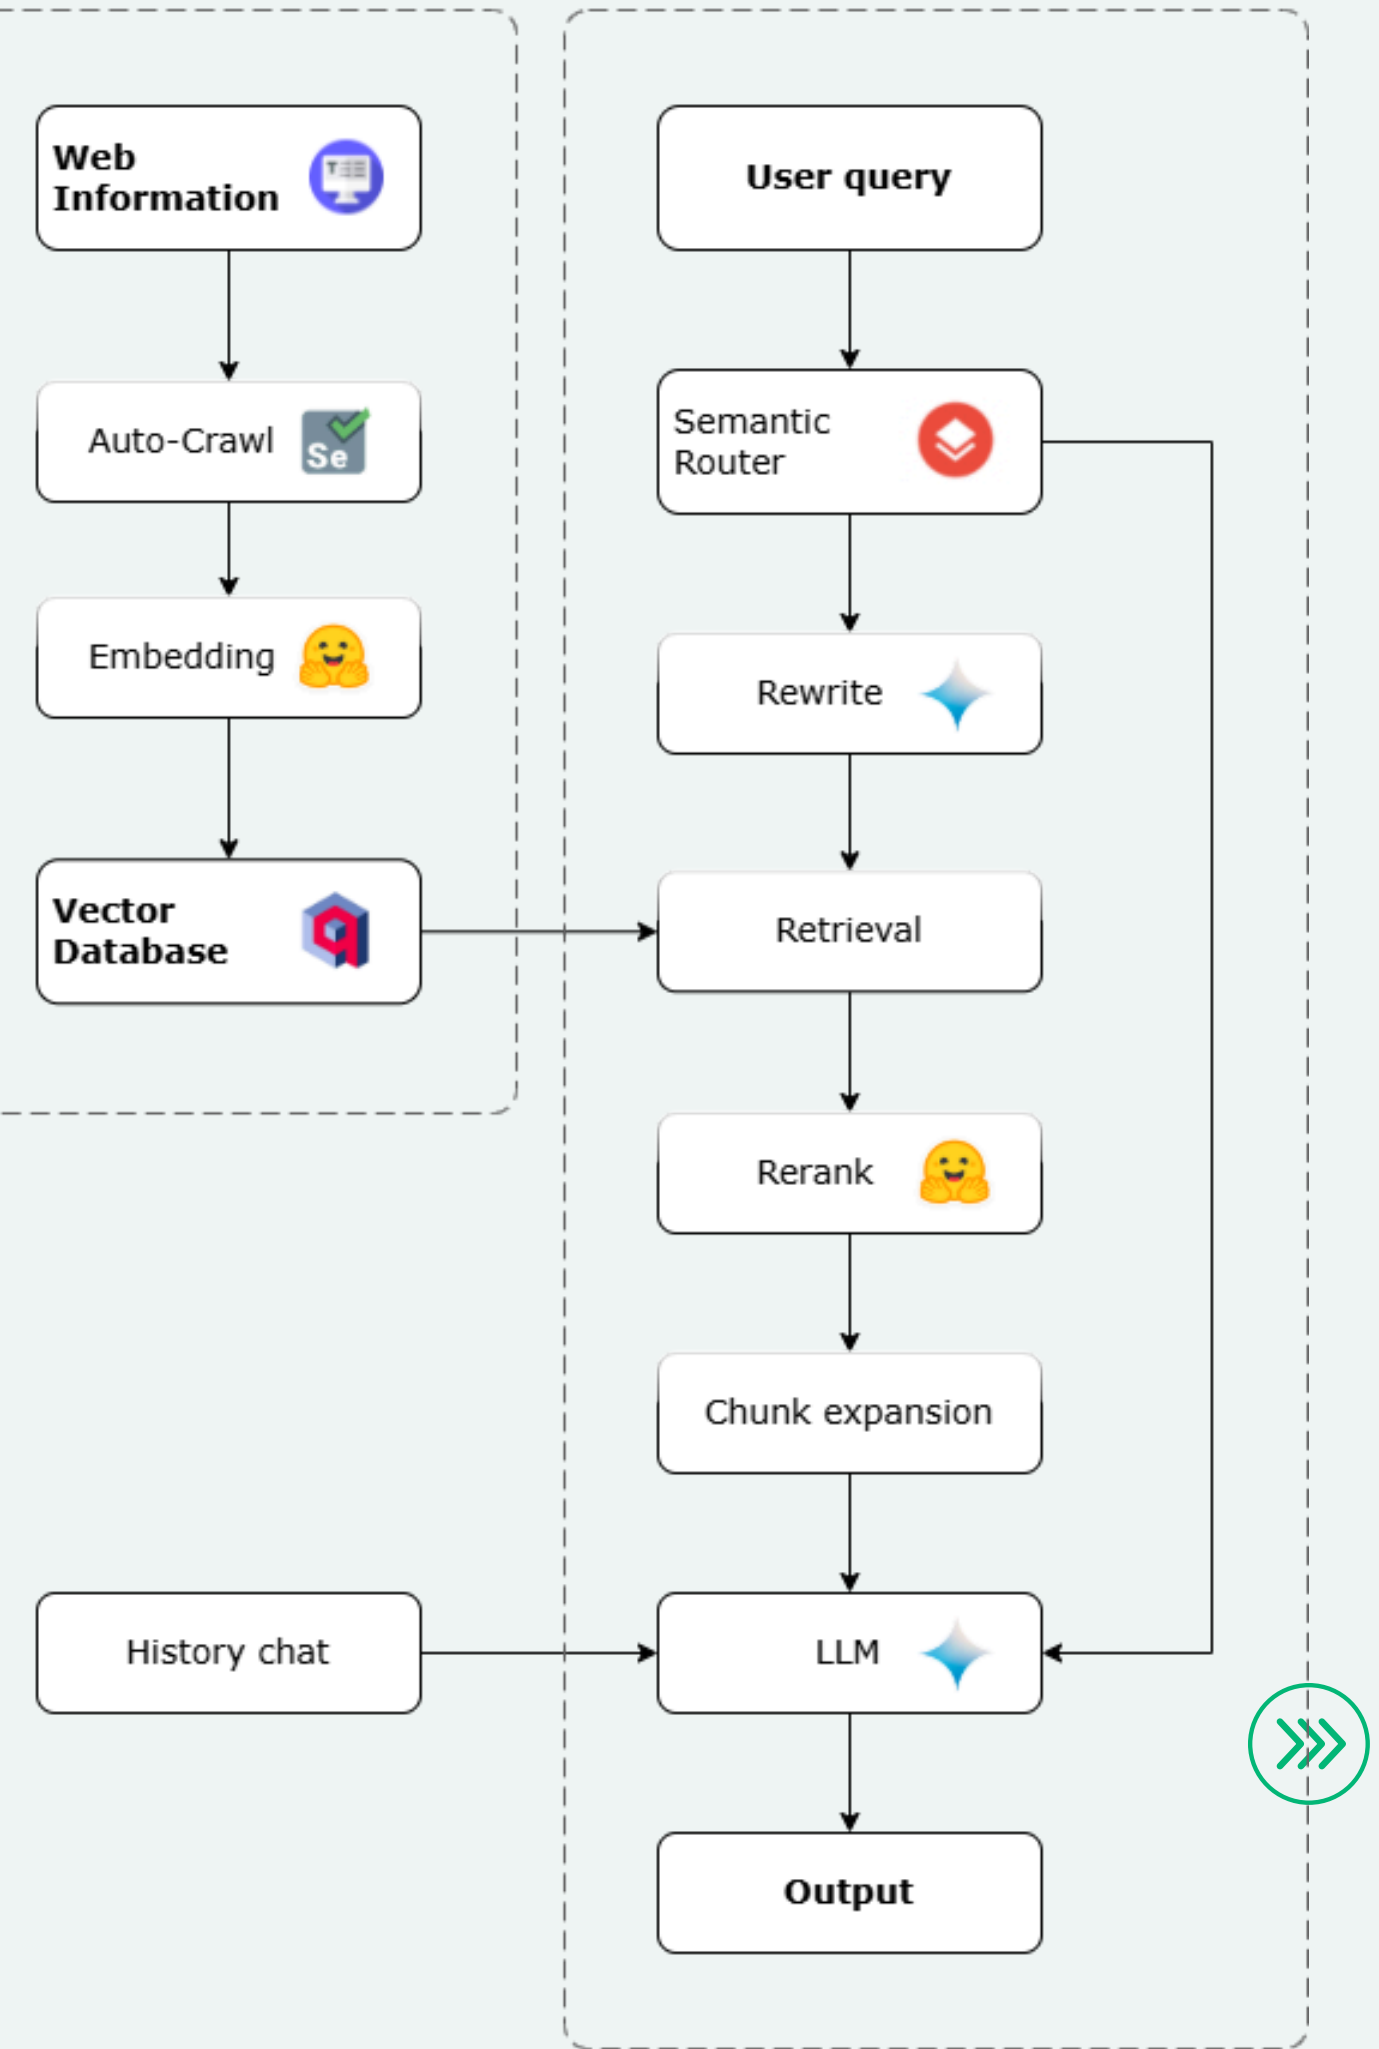 Web
Information
Auto-Crawl
Se
Embedding
Vector
Database
History chat
User query
Semantic
Router
Rewrite
Retrieval
Rerank
Chunk expansion
LLM
Output